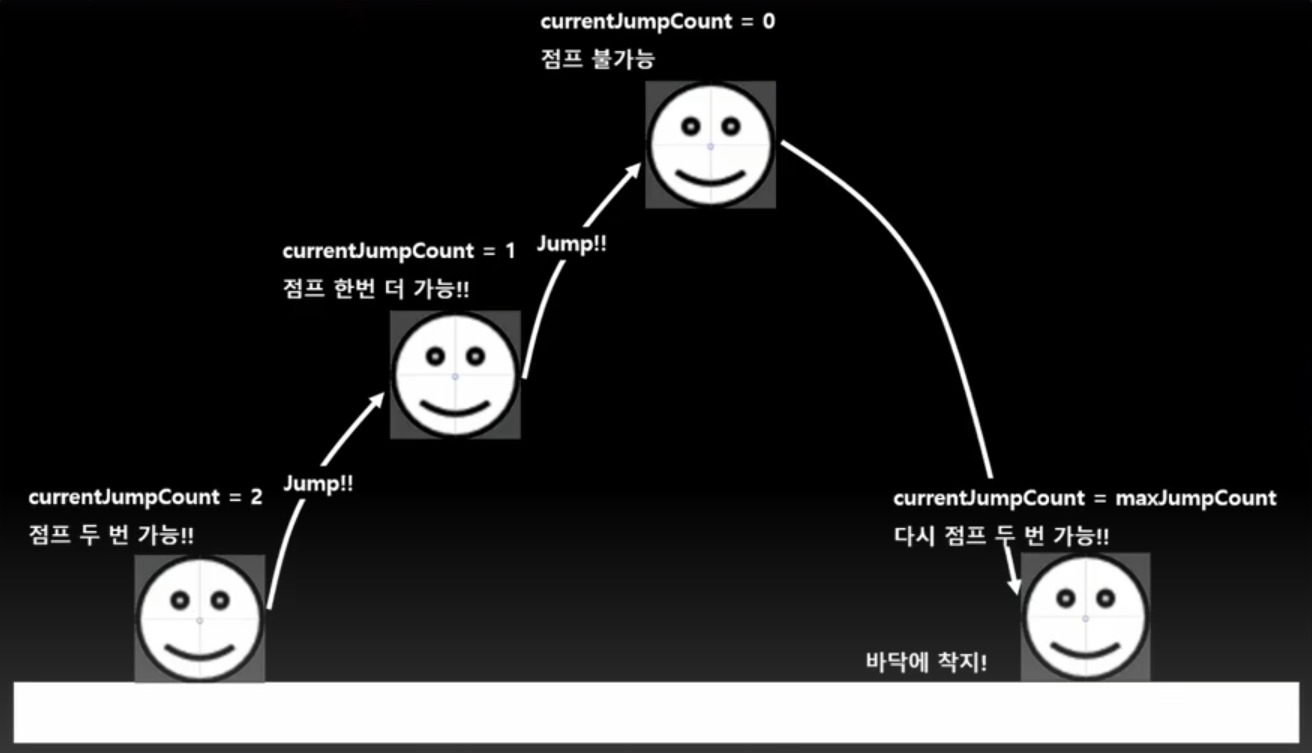 currentJumpCount = 0
점프 불가능
currentJumpCount = 1
점프 한번 더 가능!!
Jump!!
currentJumpCount = 2
점프 두 번 가능!!
Jump!!
currentJumpCount = maxJumpCount
다시 점프 두 번 가능!!
바닥에 착지!